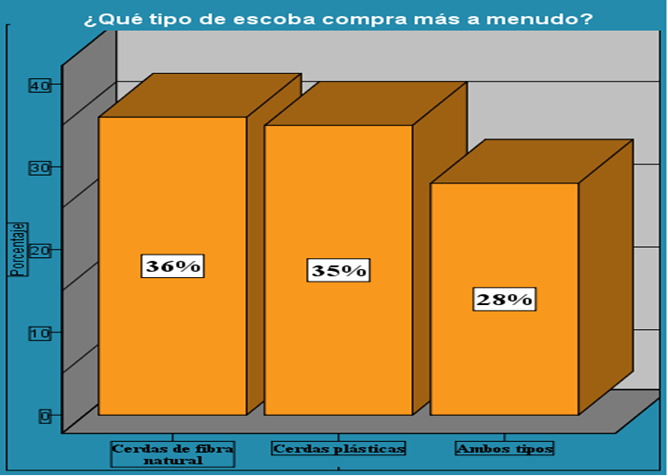 ¿Qué tipo de escoba compra más a menudo?
Porcentaje
40
30
20
10
0
36%
35%
28%
Cerdas de fibra
natural
Cerdas plásticas
Ambos tipos